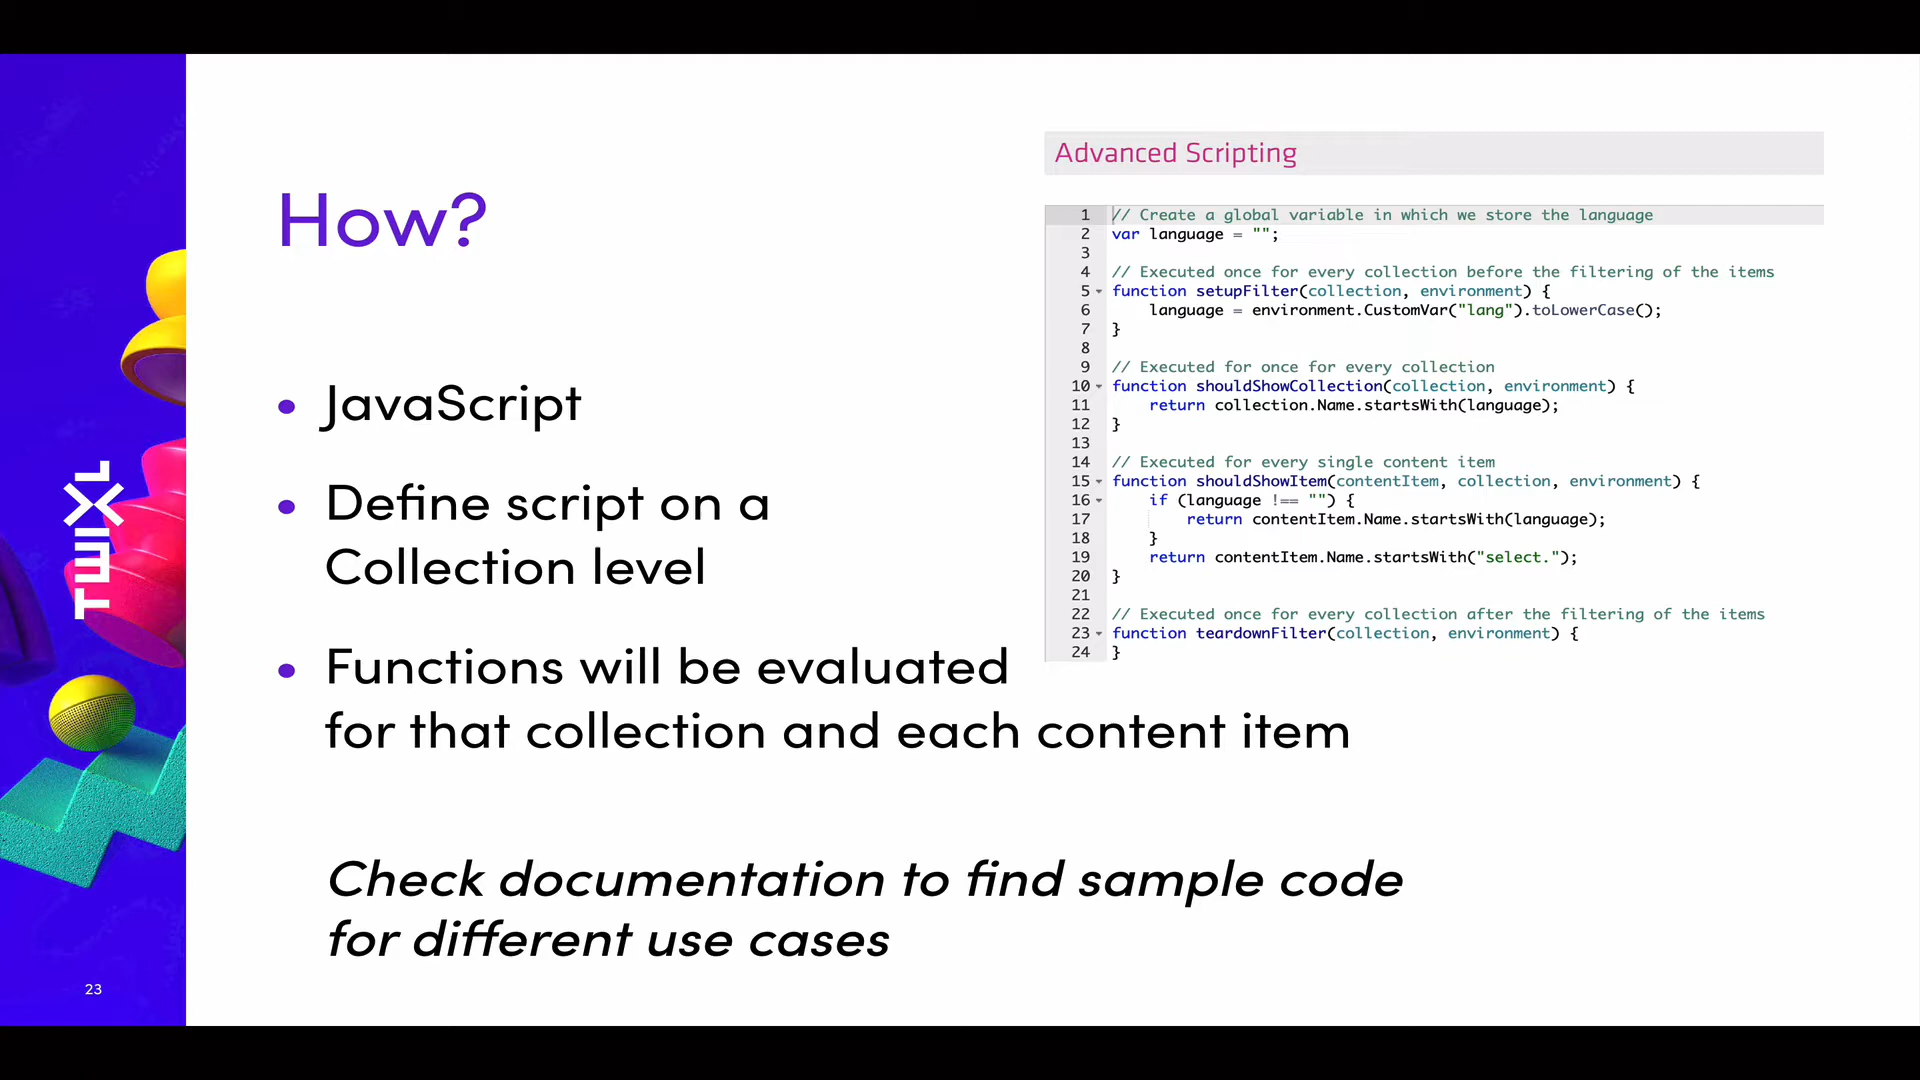 TWIXL
23
How?
• JavaScript
• Define script on a
Collection level
• Functions will be evaluated
for that collection and each content item
Check documentation to find sample code
for different use cases
Advanced Scripting
1 // Create a global variable in which we store the language
2 var language = "";
3
4 // Executed once for every collection before the filtering of the items
5 function setupFilter(collection, environment) {
6     language = environment.CustomVar("lang").toLowerCase();
7 }
8
9 // Executed for once for every collection
10 function shouldShowCollection(collection, environment) {
11     return collection.Name.startsWith(language);
12 }
13
14 // Executed for every single content item
15 function shouldShowItem(contentItem, collection, environment) {
16     if (language !== "") {
17         return contentItem.Name.startsWith(language);
18     }
19     return contentItem.Name.startsWith("select.");
20 }
21
22 // Executed once for every collection after the filtering of the items
23 function teardownFilter(collection, environment) {
24 }